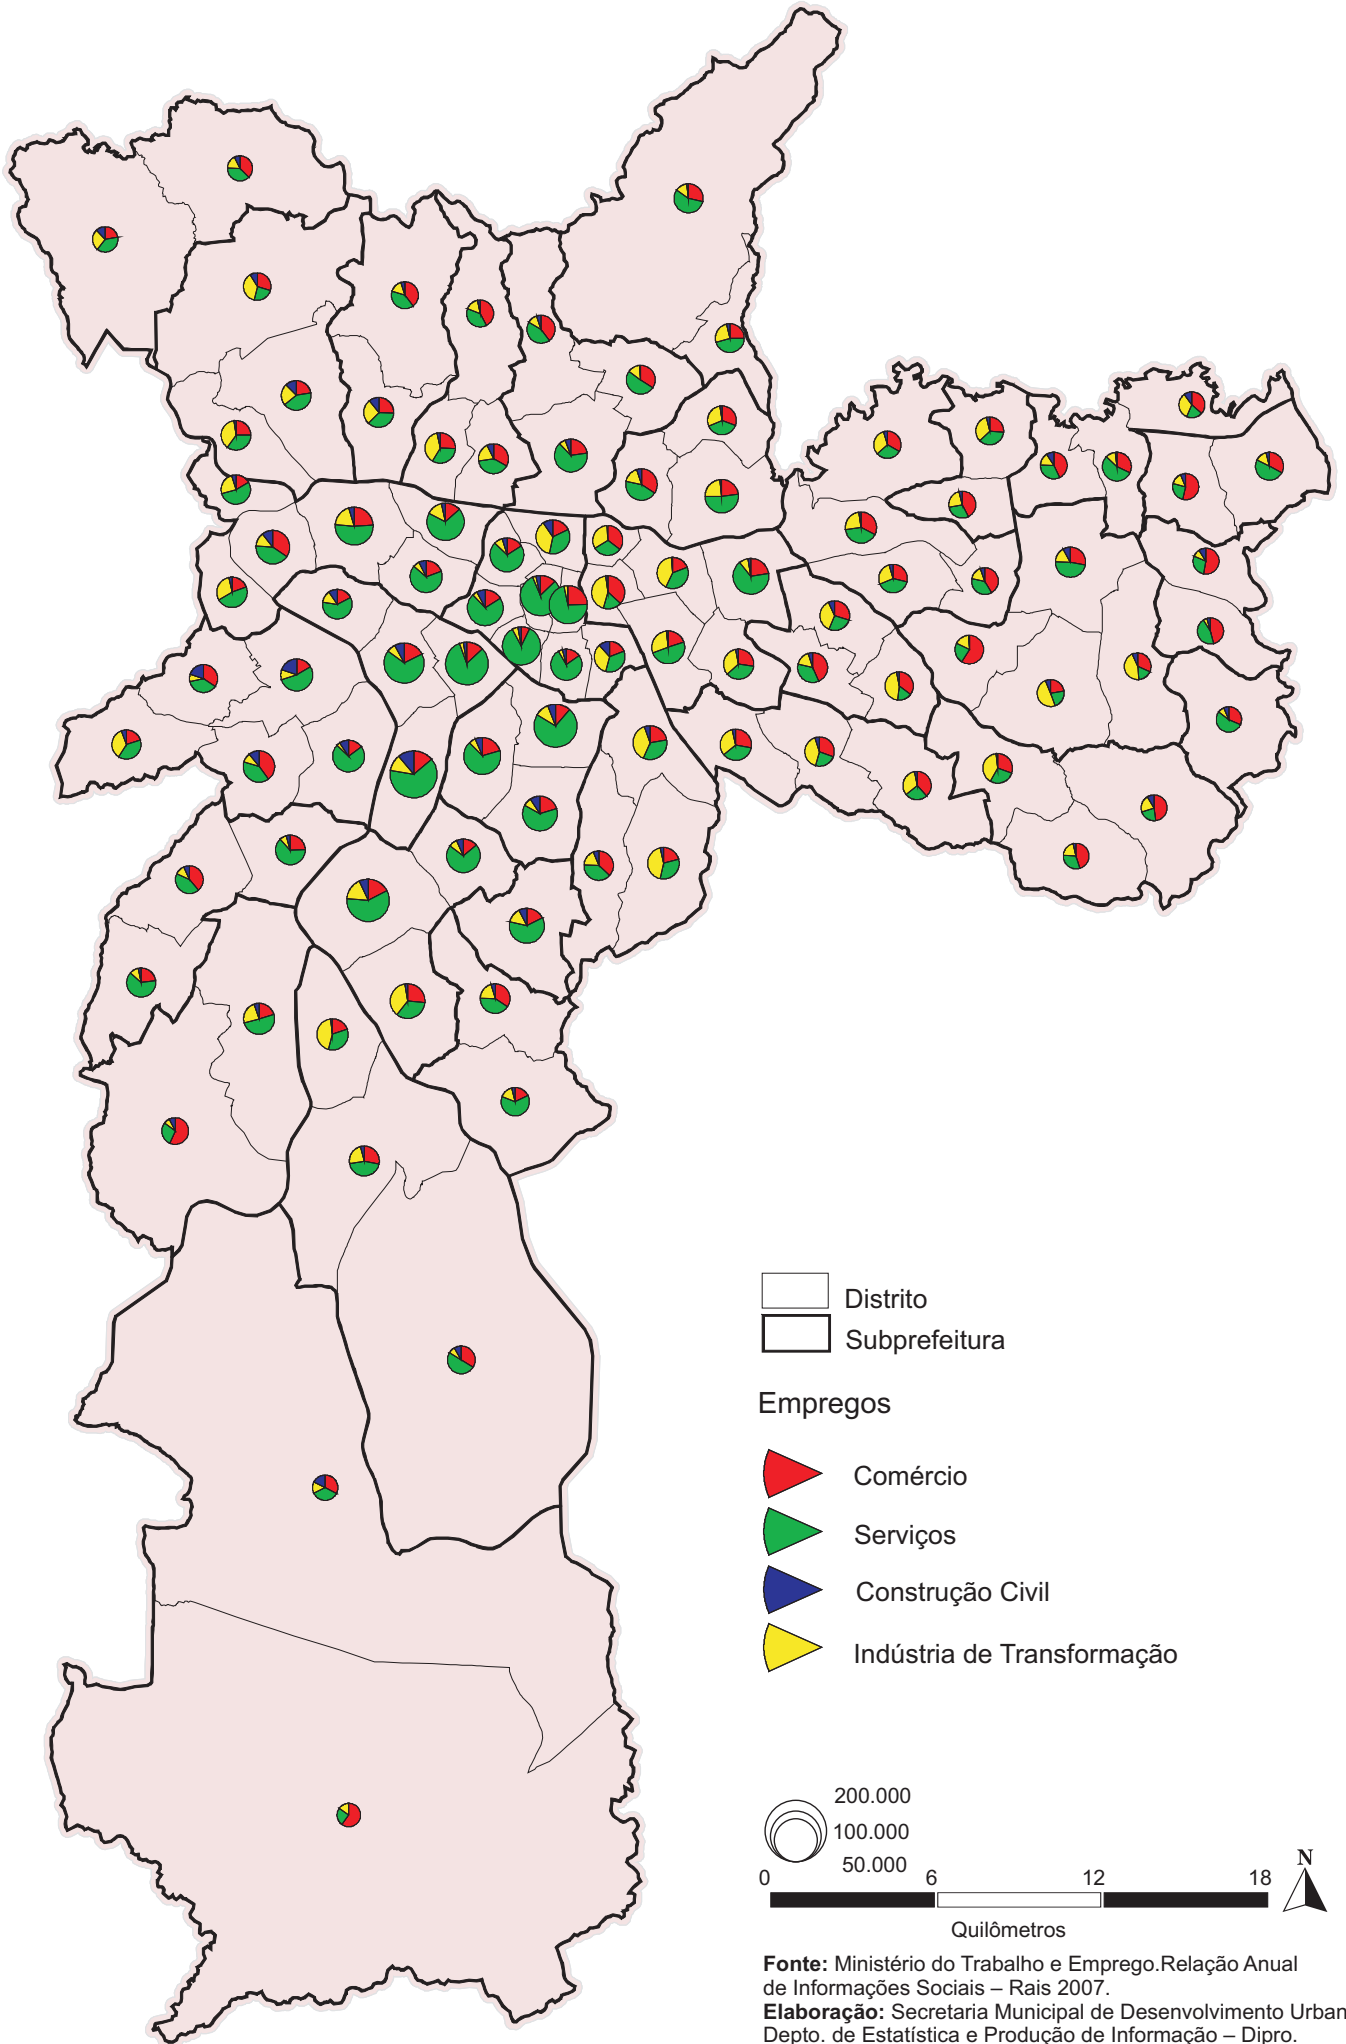 Distrito
Subprefeitura
Empregos
Comércio
Serviços
Construção Civil
Indústria de Transformação
200.000
100.000
50.000
0 6 12 18
N
Quilômetros
Fonte: Ministério do Trabalho e Emprego.Relação Anual
de Informações Sociais – Rais 2007.
Elaboração: Secretaria Municipal de Desenvolvimento Urban
Depto. de Estatística e Produção de Informação – Dipro.